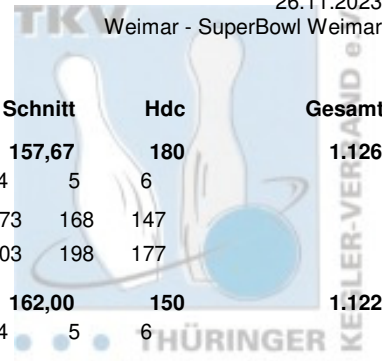 26.11.2023
TKV
Weimar - SuperBowl Weimar
Schnitt Hdc Gesamt
157,67 180 1.126
4 5 6
73 168 147
03 198 177
162,00 150 1.122
4 5 6
THÜRINGER
KEGLER-VERBAND e.V